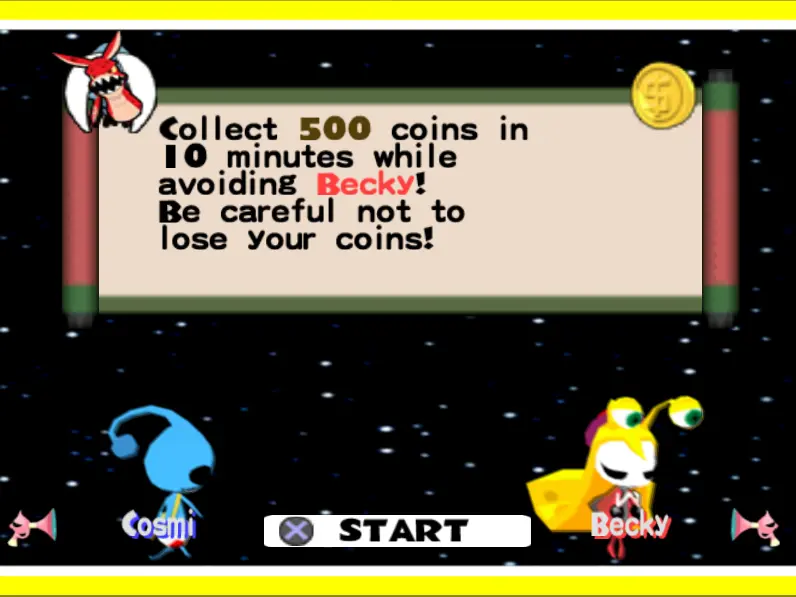 Collect 500 coins in
10 minutes while
avoiding Becky!
Be careful not to
lose your coins!
Cosmi
START
Becky